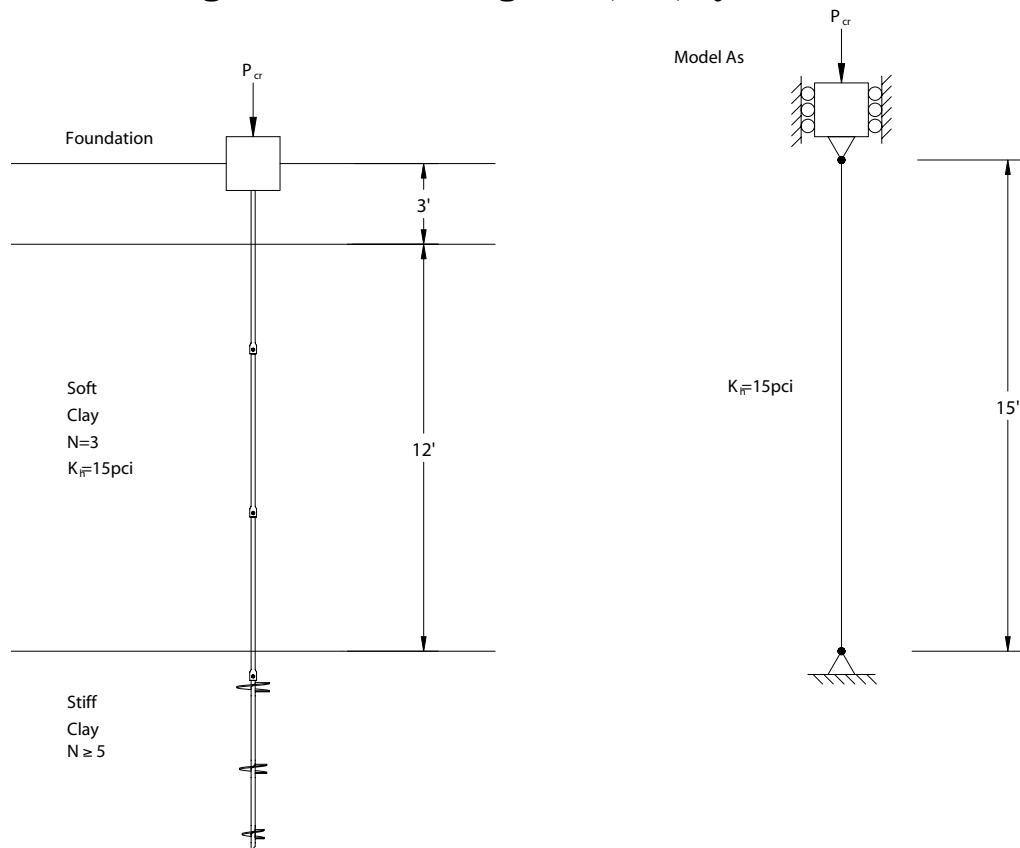 P cr
Foundation
3'
Soft
Clay
N=3
K h=15pci
12'
Stiff
Clay
N ≥ 5
Model As
P cr
K h=15pci
15'